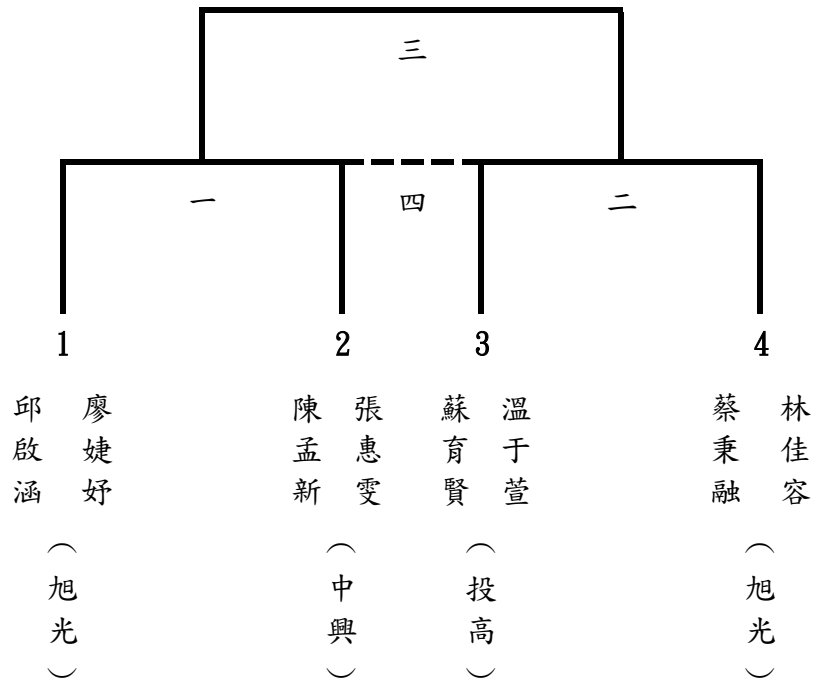 三
一
四
二
1
2
3
4
邱啟涵
廖婕妤
陳孟新
張惠雯
蘇育賢
溫于萱
蔡秉融
林佳容
（旭光）
（中興）
（投高）
（旭光）